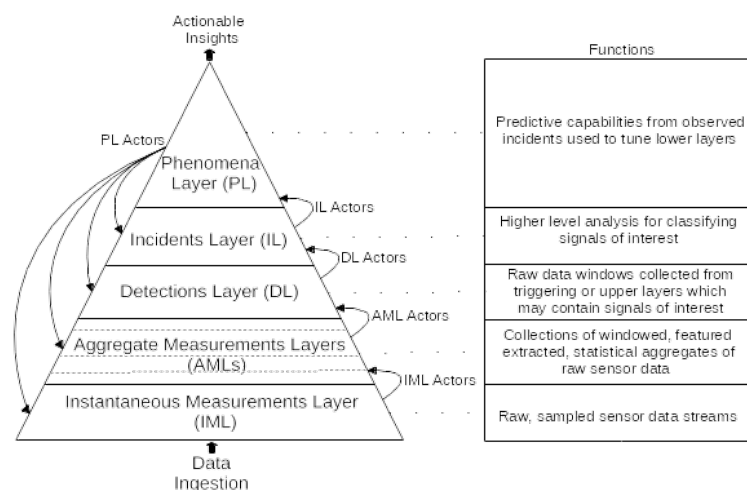 Actionable
Insights
PL Actors
Phenomena
Layer (PL)
IL Actors
Incidents Layer (IL)
DL Actors
Detections Layer (DL)
AML Actors
Aggregate Measurements Layers
(AMLs)
IML Actors
Instantaneous Measurements Layer
(IML)
Data
Ingestion
Functions
Predictive capabilities from observed
incidents used to tune lower layers
Higher level analysis for classifying
signals of interest
Raw data windows collected from
triggering or upper layers which
may contain signals of interest
Collections of windowed, featured
extracted, statistical aggregates of
raw sensor data
Raw, sampled sensor data streams